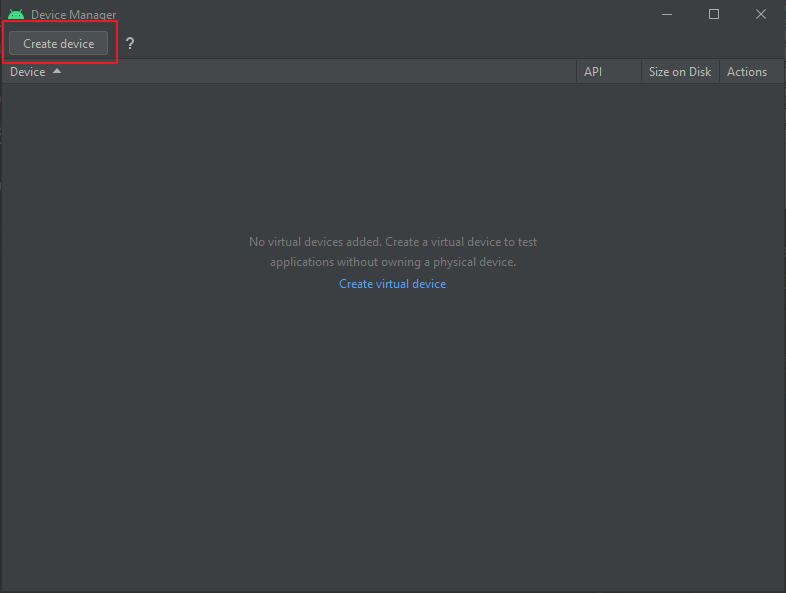 Device Manager
Create device
?
Device
API
Size on Disk
Actions
No virtual devices added. Create a virtual device to test
applications without owning a physical device.
Create virtual device